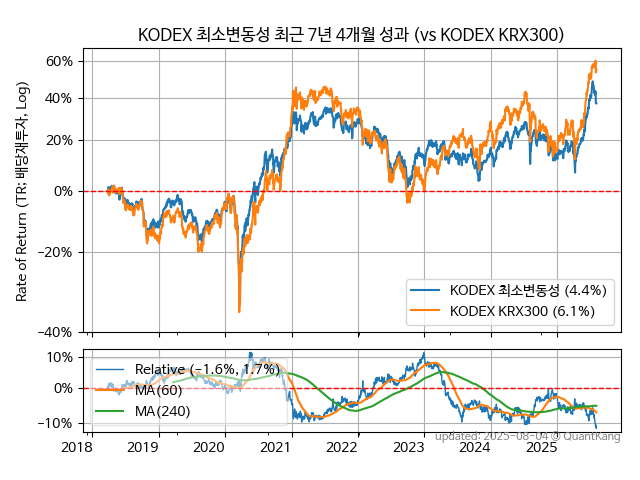 KODEX 최소변동성 최근 7년 4개월 성과 (vs KODEX KRX300)
Rate of Return (TR: 배당재투자, Log)
60%
40%
20%
0%
−20%
−40%
KODEX 최소변동성 (4.4%)
KODEX KRX300 (6.1%)
10%
0%
−10%
Relative (−1.6%, 1.7%)
MA(60)
MA(240)
2018 2019 2020 2021 2022 2023 2024 2025
updated: 2025-08-04 @ QuantKang